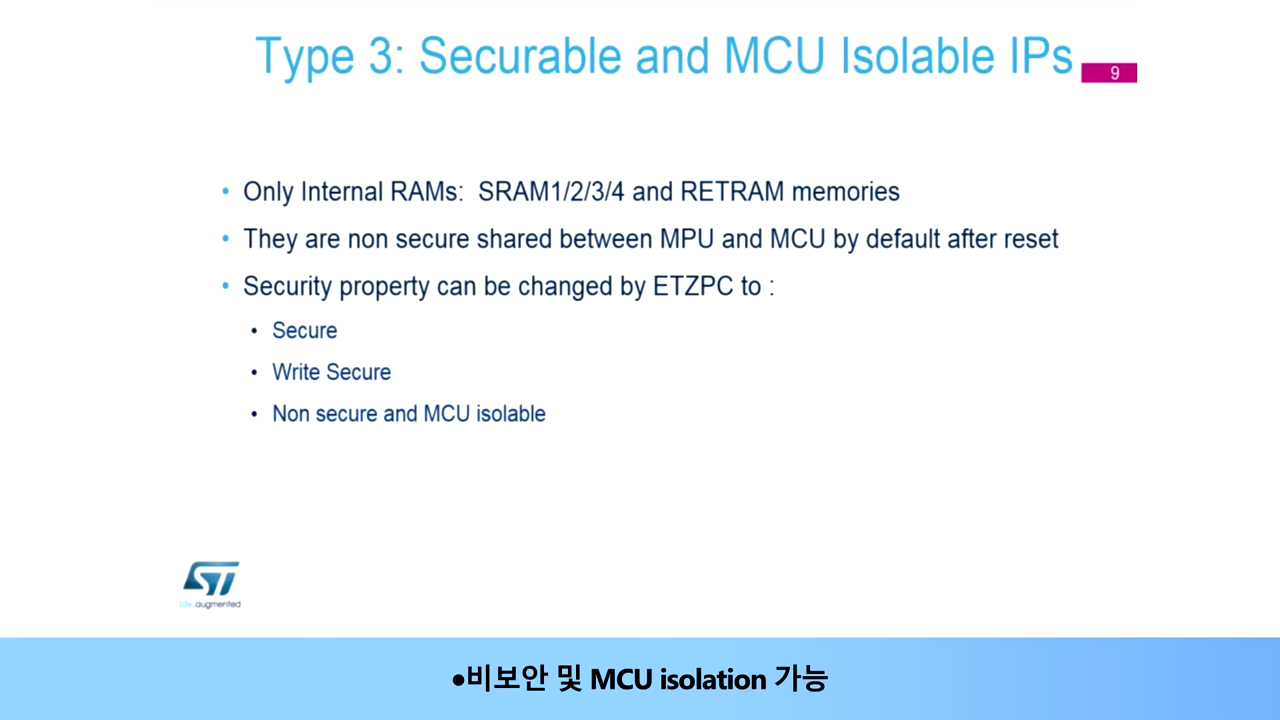 Type 3: Securable and MCU Isolable IPs
9
• Only Internal RAMs: SRAM1/2/3/4 and RETRAM memories
• They are non secure shared between MPU and MCU by default after reset
• Security property can be changed by ETZPC to :
• Secure
• Write Secure
• Non secure and MCU isolable
ST
life.augmented
●비보안 및 MCU isolation 가능